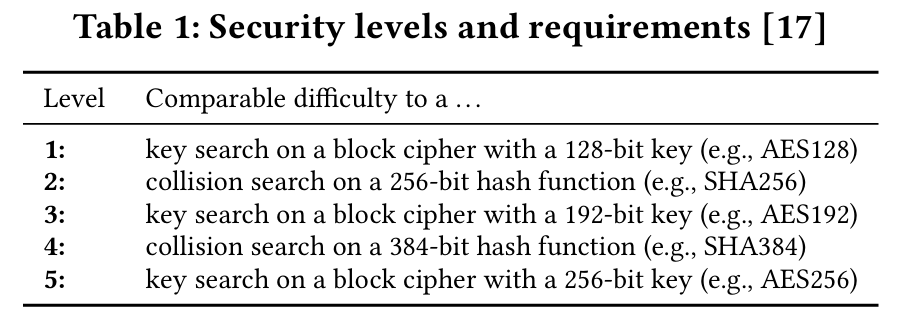 Table 1: Security levels and requirements [17]
Level Comparable difficulty to a …
1: key search on a block cipher with a 128-bit key (e.g., AES128)
2: collision search on a 256-bit hash function (e.g., SHA256)
3: key search on a block cipher with a 192-bit key (e.g., AES192)
4: collision search on a 384-bit hash function (e.g., SHA384)
5: key search on a block cipher with a 256-bit key (e.g., AES256)